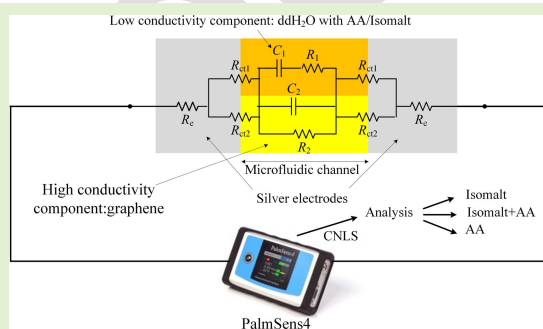 Low conductivity component: ddH2O with AA/Isomalt
C1 R1
Rct1 Rct1
C2
Re Rct2 R2 Rct2 Re
Microfluidic channel
High conductivity
component:graphene
Silver electrodes
Isomalt
Analysis Isomalt+AA
CNLS AA
PalmSens4